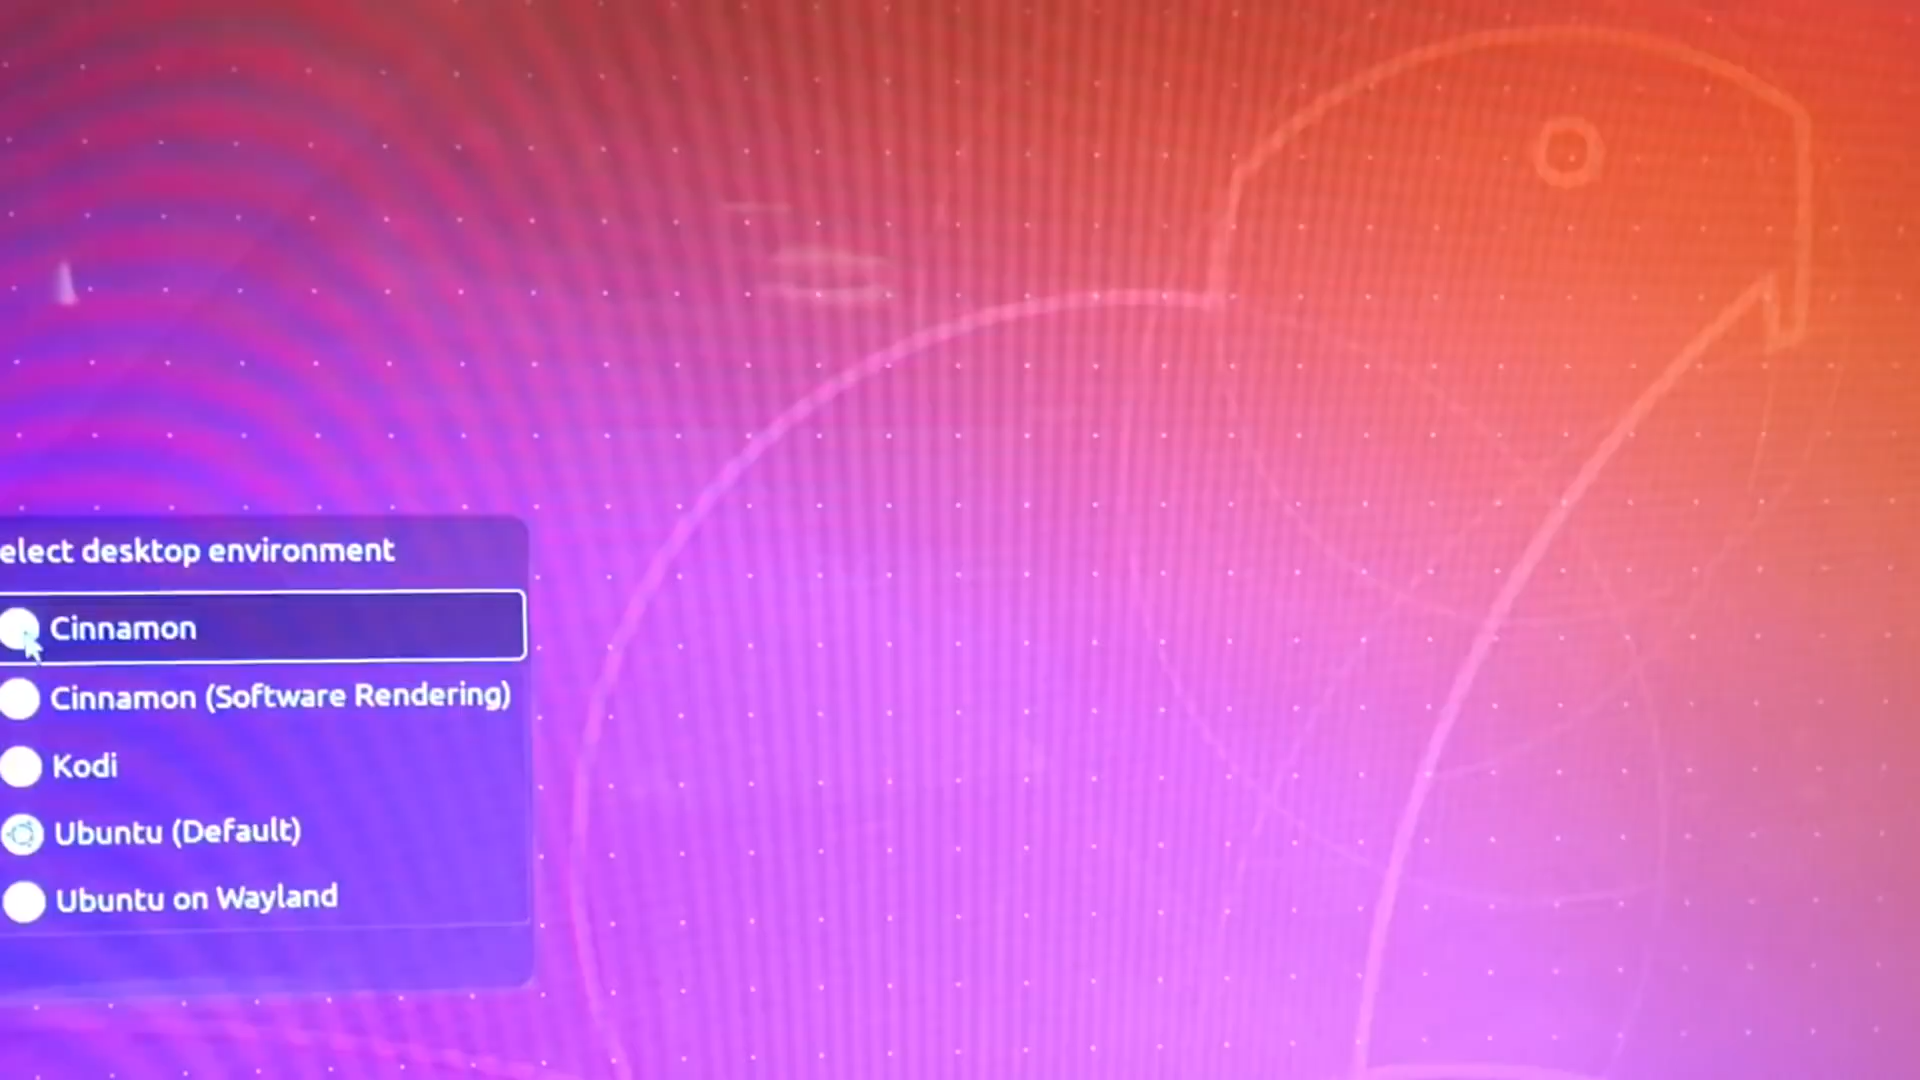 elect desktop environment
Cinnamon
Cinnamon (Software Rendering)
Kodi
Ubuntu (Default)
Ubuntu on Wayland